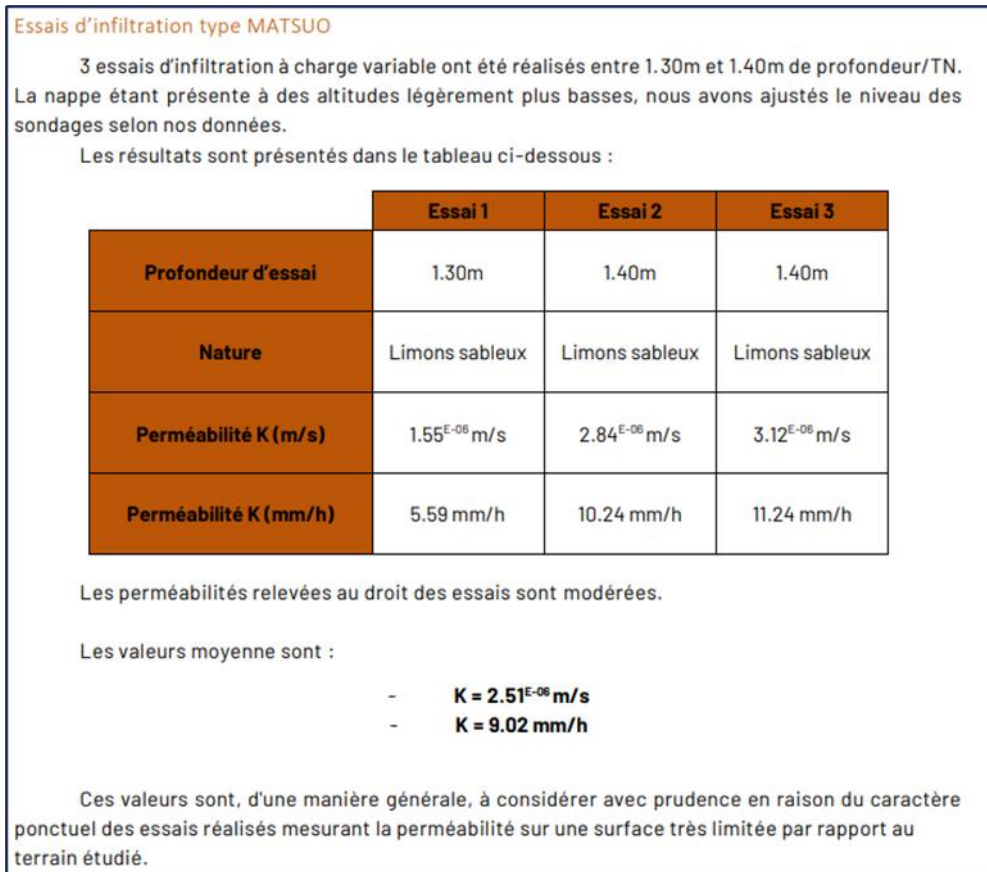 Essais d'infiltration type MATSUO
3 essais d'infiltration à charge variable ont été réalisés entre 1.30m et 1.40m de profondeur/TN.
La nappe étant présente à des altitudes légèrement plus basses, nous avons ajustés le niveau des
sondages selon nos données.
Les résultats sont présentés dans le tableau ci-dessous :
Essai 1 Essai 2 Essai 3
Profondeur d'essai 1.30m 1.40m 1.40m
Nature Limons sableux Limons sableux Limons sableux
Perméabilité K (m/s) 1.55E-06 m/s 2.84E-06 m/s 3.12E-06 m/s
Perméabilité K (mm/h) 5.59 mm/h 10.24 mm/h 11.24 mm/h
Les perméabilités relevées au droit des essais sont modérées.
Les valeurs moyenne sont :
- K = 2.51E-06 m/s
- K = 9.02 mm/h
Ces valeurs sont, d'une manière générale, à considérer avec prudence en raison du caractère
ponctuel des essais réalisés mesurant la perméabilité sur une surface très limitée par rapport au
terrain étudié.